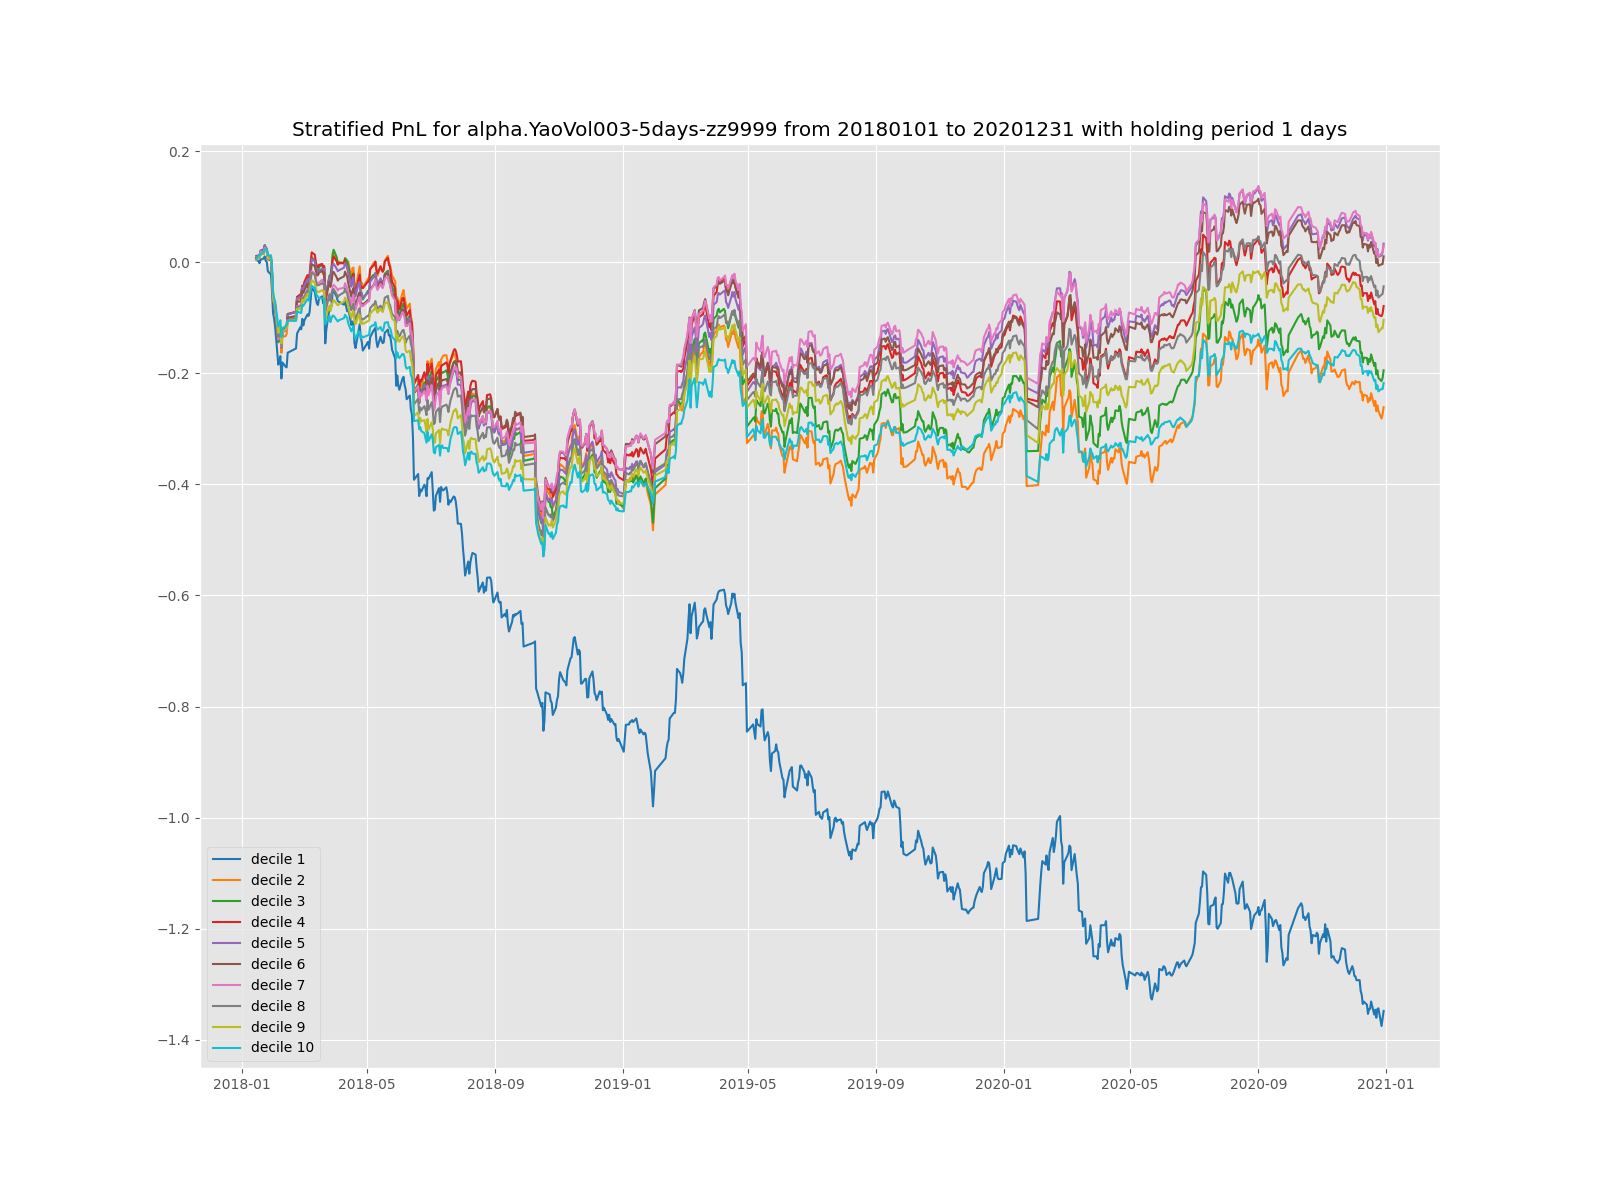 Stratified PnL for alpha.YaoVol003-5days-zz9999 from 20180101 to 20201231 with holding period 1 days
0.2
0.0
−0.2
−0.4
−0.6
−0.8
−1.0
−1.2
−1.4
decile 1
decile 2
decile 3
decile 4
decile 5
decile 6
decile 7
decile 8
decile 9
decile 10
2018-01 2018-05 2018-09 2019-01 2019-05 2019-09 2020-01 2020-05 2020-09 2021-01